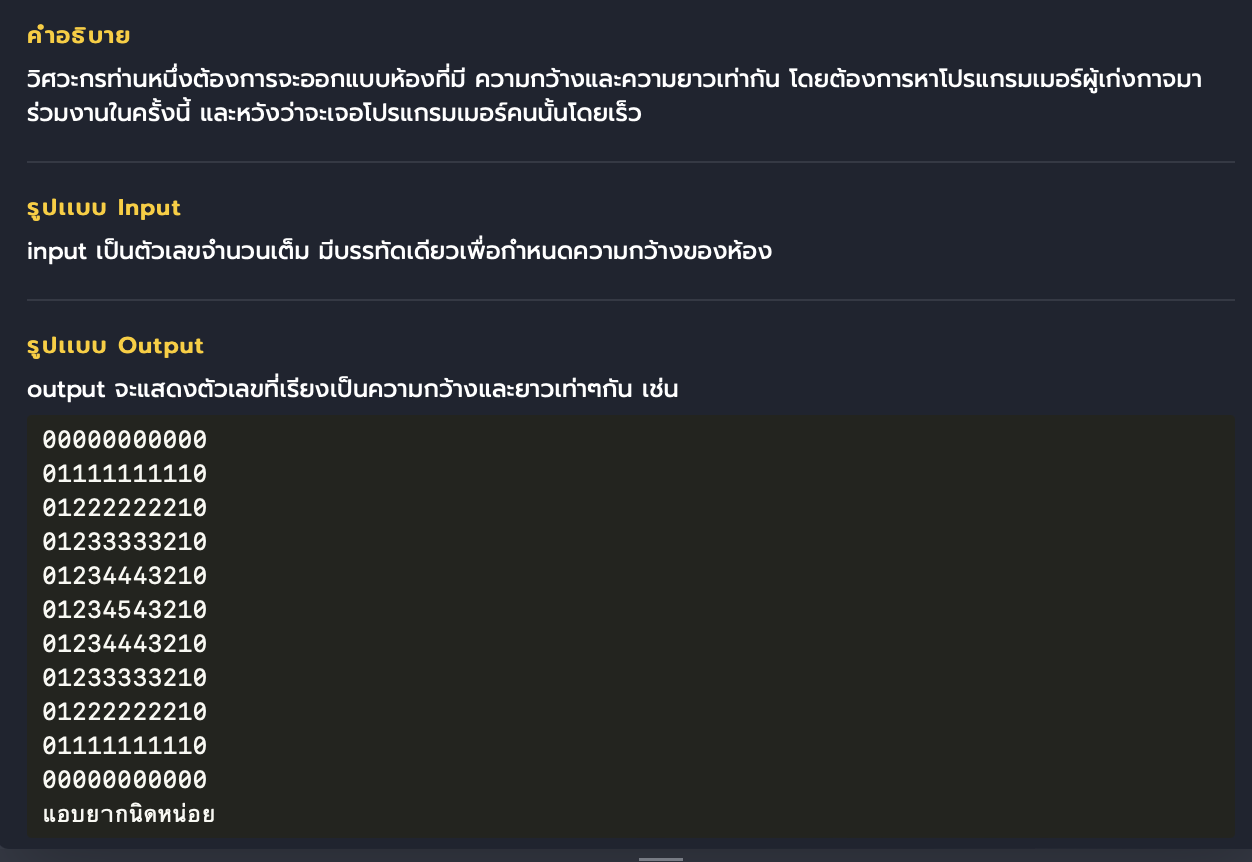 คำอธิบาย
วิศวะกรท่านหนึ่งต้องการจะออกแบบห้องที่มี ความกว้างและความยาวเท่ากัน โดยต้องการหาโปรแกรมเมอร์ผู้เก่งกาจมา
ร่วมงานในครั้งนี้ และหวังว่าจะเจอโปรแกรมเมอร์คนนั้นโดยเร็ว
รูปแบบ Input
input เป็นตัวเลขจำนวนเต็ม มีบรรทัดเดียวเพื่อกำหนดความกว้างของห้อง
รูปแบบ Output
output จะแสดงตัวเลขที่เรียงเป็นความกว้างและยาวเท่าๆกัน เช่น
00000000000
01111111110
01222222210
01233333210
01234443210
01234543210
01234443210
01233333210
01222222210
01111111110
00000000000
แอบยากนิดหน่อย